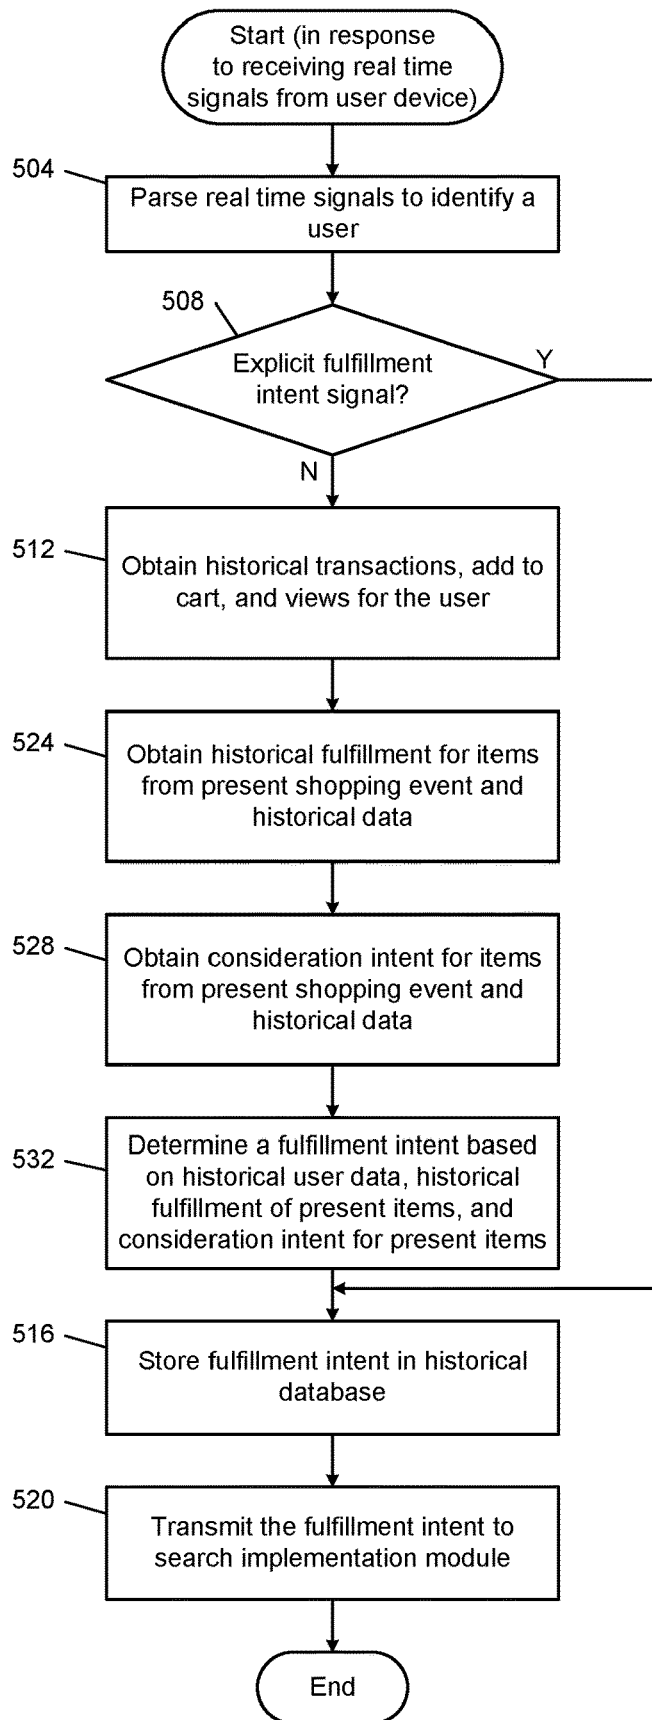 Start (in response
to receiving real time
signals from user device)
504
Parse real time signals to identify a
user
508
Explicit fulfillment
intent signal?
Y
N
512
Obtain historical transactions, add to
cart, and views for the user
524
Obtain historical fulfillment for items
from present shopping event and
historical data
528
Obtain consideration intent for items
from present shopping event and
historical data
532
Determine a fulfillment intent based
on historical user data, historical
fulfillment of present items, and
consideration intent for present items
516
Store fulfillment intent in historical
database
520
Transmit the fulfillment intent to
search implementation module
End